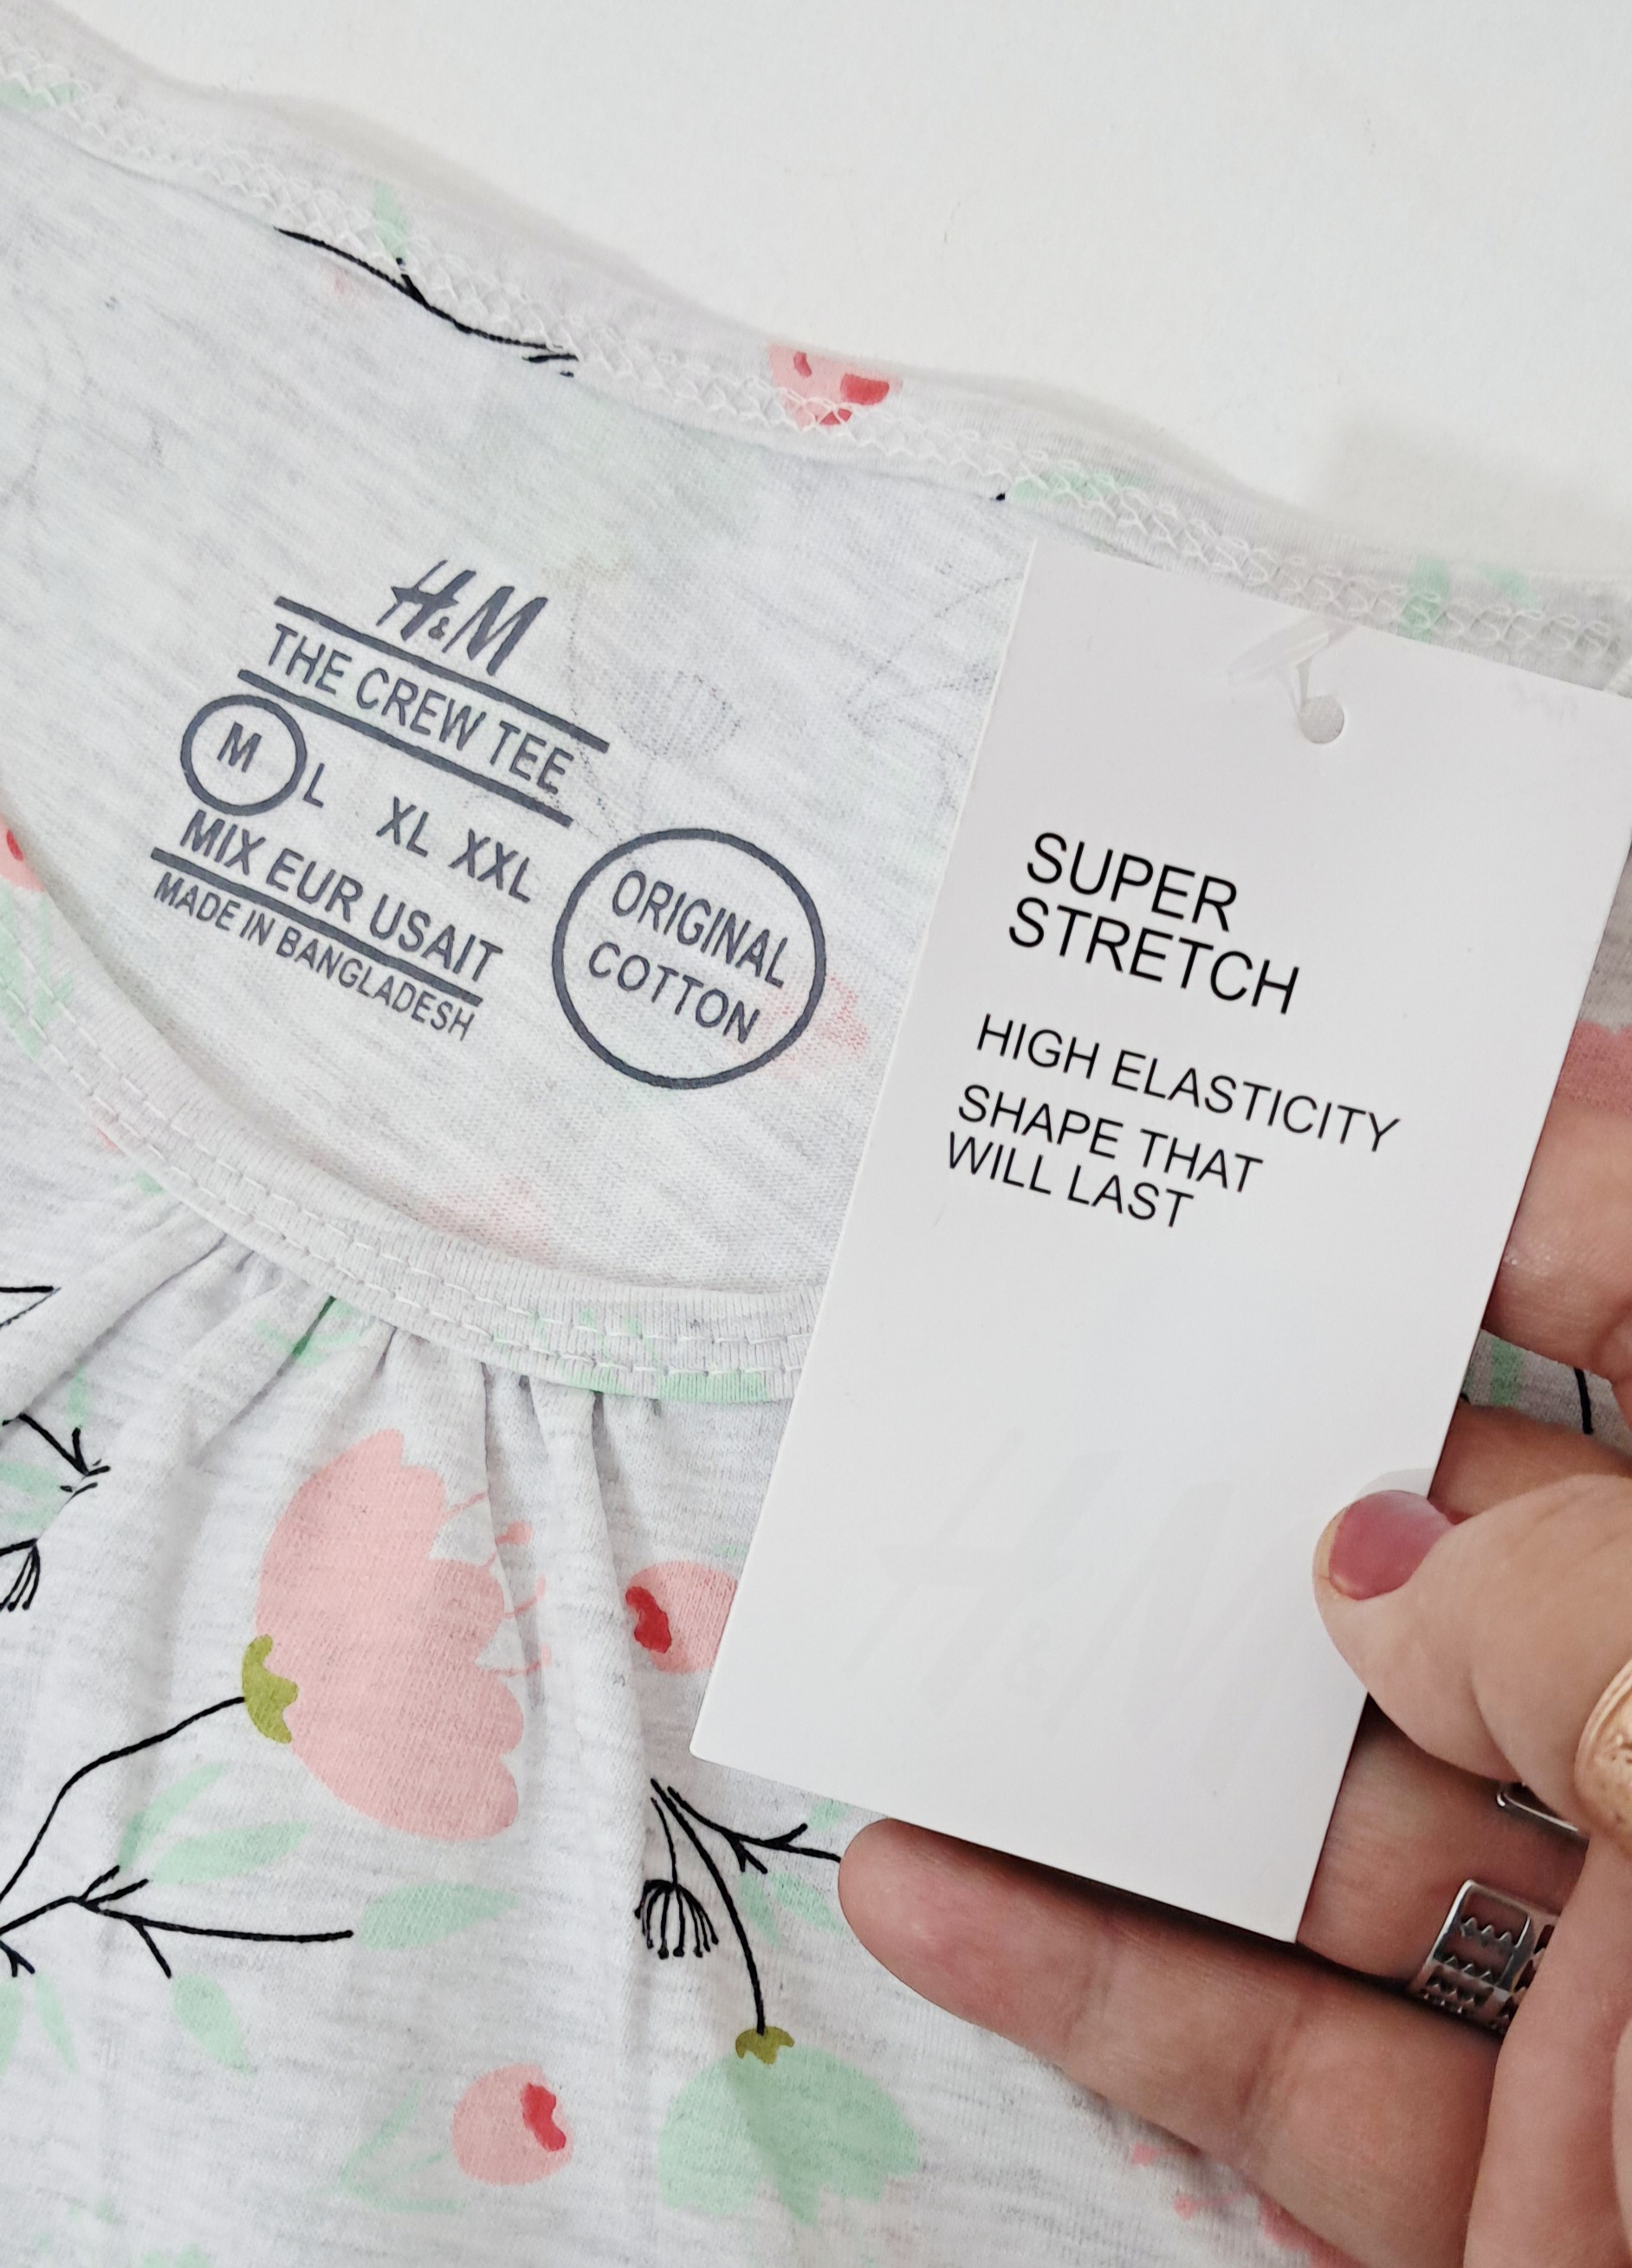 H&M
THE CREW TEE
M L XL XXL
MIX EUR USAIT
MADE IN BANGLADESH
ORIGINAL
COTTON
SUPER
STRETCH
HIGH ELASTICITY
SHAPE THAT
WILL LAST
H&M